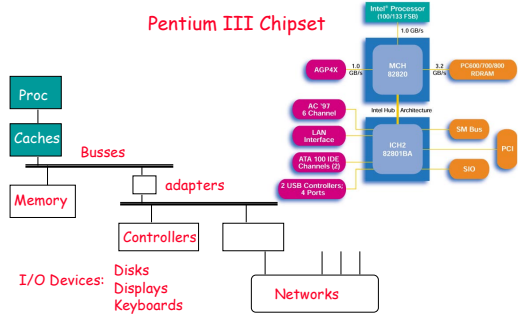 Pentium III Chipset
Intel® Processor
(100/133 FSB)
1.0 GB/s
AGP4X
1.0
GB/s
MCH
82820
3.2
GB/s
PC600/700/800
RDRAM
Intel Hub Architecture
AC '97
6 Channel
LAN
Interface
ATA 100 IDE
Channels (2)
2 USB Controllers;
4 Ports
ICH2
82801BA
SM Bus
PCI
SIO
Proc
Caches
Busses
Memory
adapters
Controllers
I/O Devices:
Disks
Displays
Keyboards
Networks